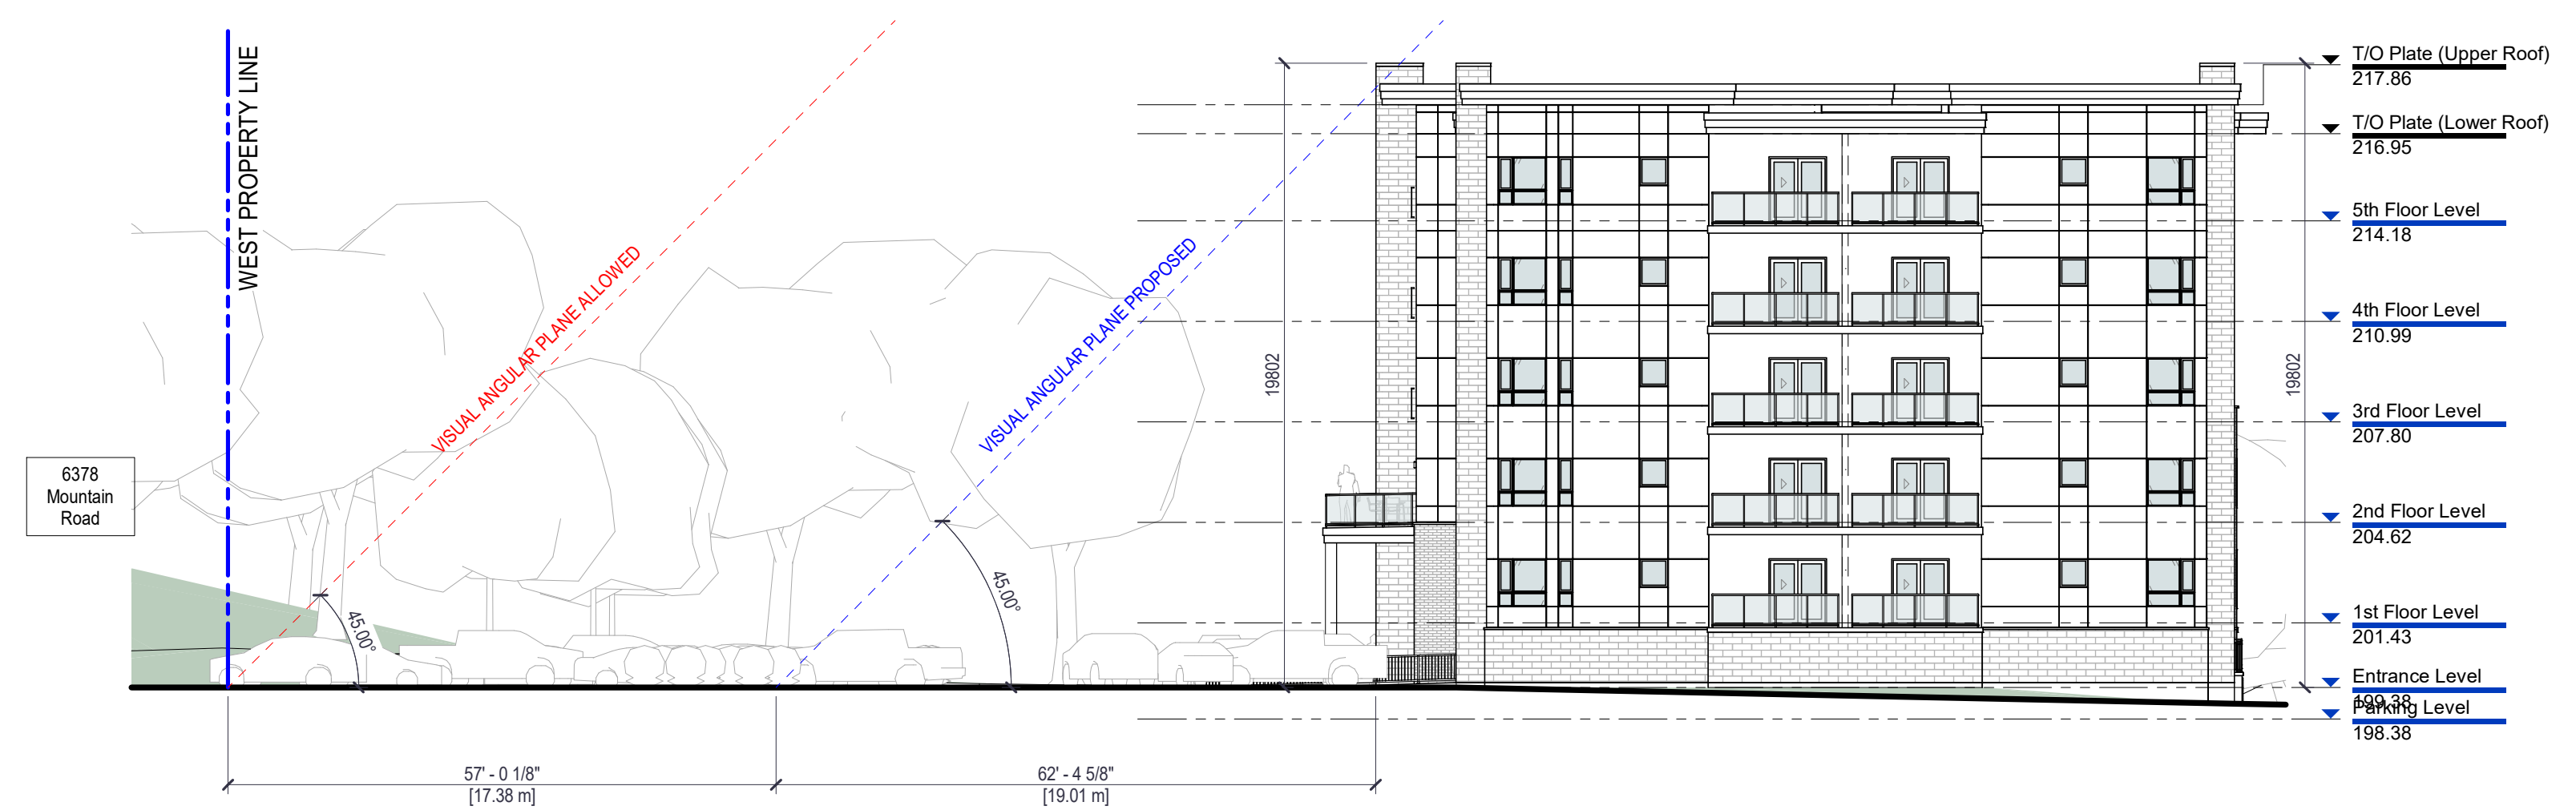 WEST PROPERTY LINE
VISUAL ANGULAR PLANE ALLOWED
VISUAL ANGULAR PLANE PROPOSED
6378
Mountain
Road
45.00°
45.00°
19802
19802
T/O Plate (Upper Roof)
217.86
T/O Plate (Lower Roof)
216.95
5th Floor Level
214.18
4th Floor Level
210.99
3rd Floor Level
207.80
2nd Floor Level
204.62
1st Floor Level
201.43
Entrance Level
199.38
Parking Level
198.38
57' - 0 1/8"
[17.38 m]
62' - 4 5/8"
[19.01 m]